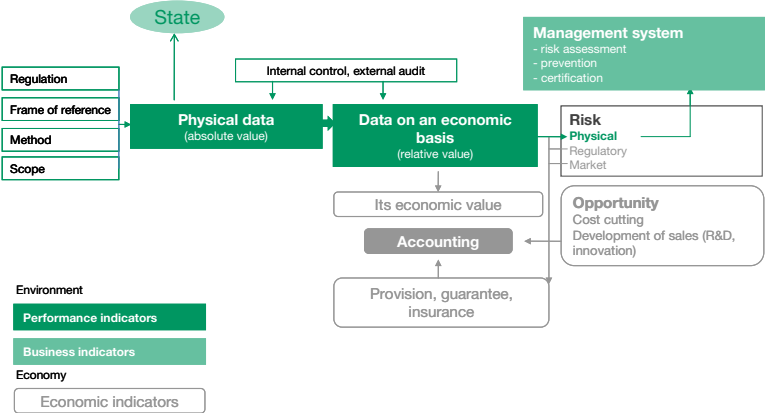 State
Management system
- risk assessment
- prevention
- certification
Internal control, external audit
Regulation
Frame of reference
Method
Scope
Physical data
(absolute value)
Data on an economic
basis
(relative value)
Risk
Physical
Regulatory
Market
Its economic value
Opportunity
Cost cutting
Development of sales (R&D,
innovation)
Accounting
Provision, guarantee,
insurance
Environment
Performance indicators
Business indicators
Economy
Economic indicators